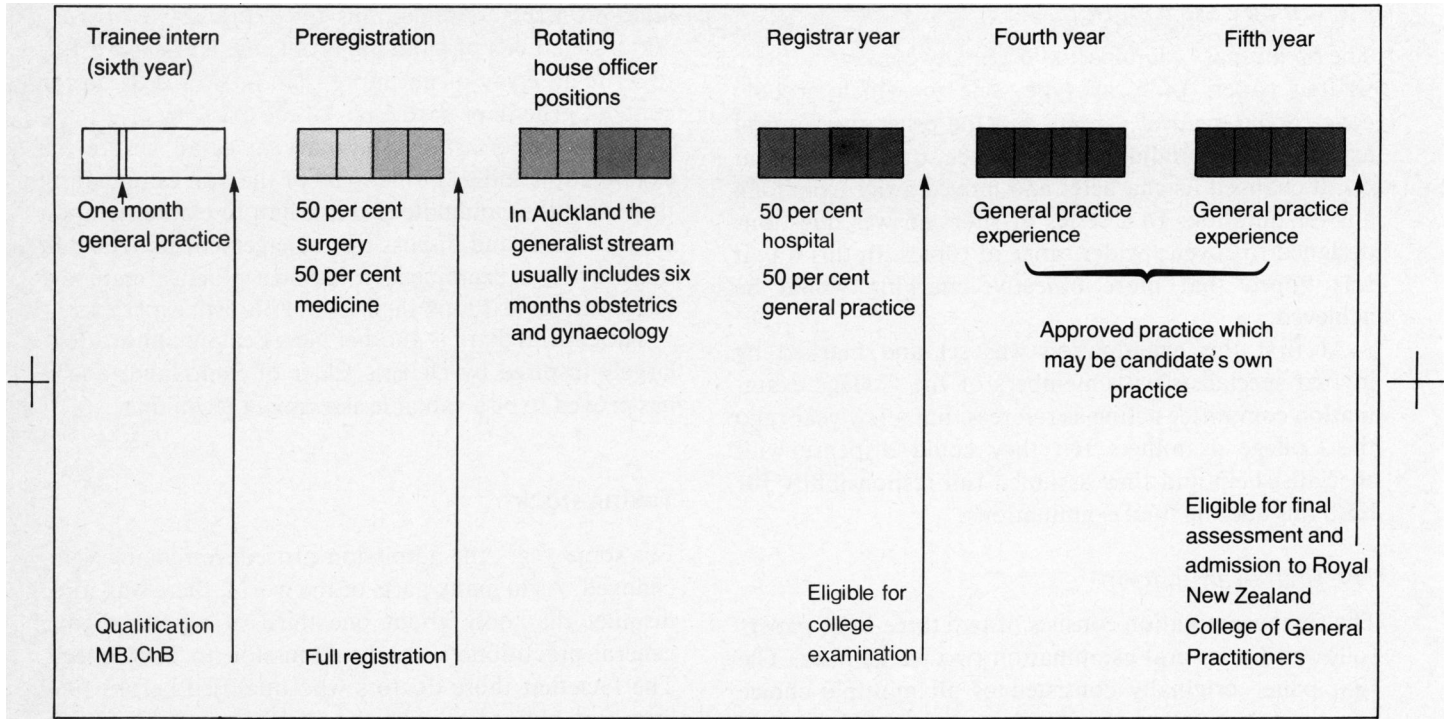 Trainee intern
(sixth year)
Preregistration
Rotating
house officer
positions
Registrar year
Fourth year
Fifth year
One month
general practice
50 per cent
surgery
50 per cent
medicine
In Auckland the
generalist stream
usually includes six
months obstetrics
and gynaecology
50 per cent
hospital
50 per cent
general practice
General practice
experience
General practice
experience
Approved practice which
may be candidate's own
practice
Qualification
MB. ChB
Full registration
Eligible for
college
examination
Eligible for final
assessment and
admission to Royal
New Zealand
College of General
Practitioners